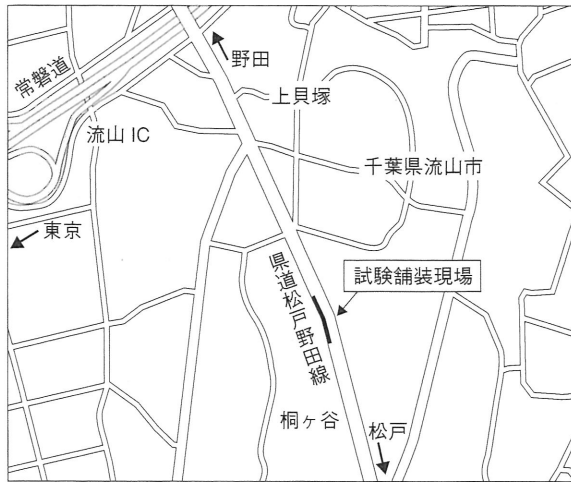 野田
常磐道
上貝塚
流山 IC
千葉県流山市
東京
試験舗装現場
県道松戸野田線
桐ヶ谷
松戸